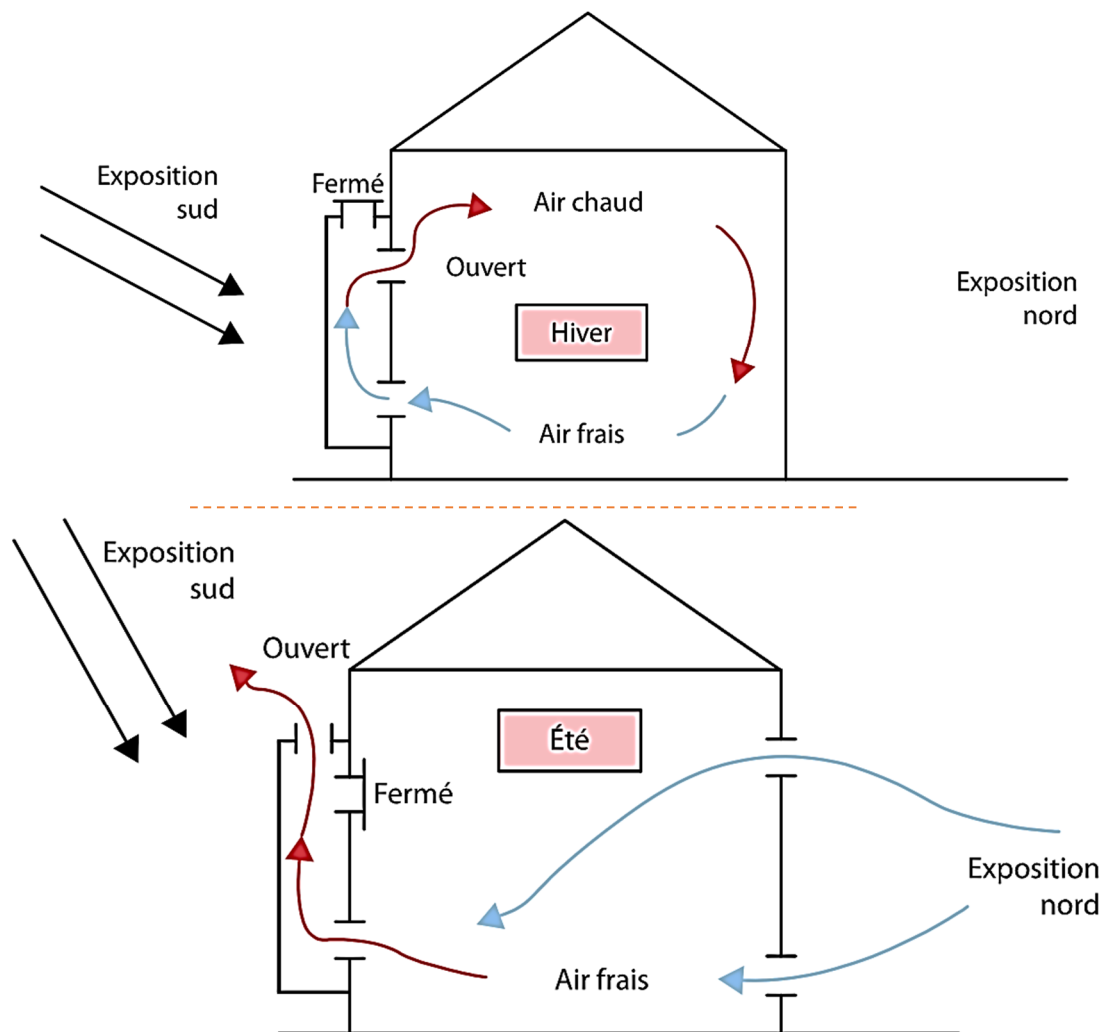 Exposition
sud
Fermé
Air chaud
Ouvert
Exposition
nord
Hiver
Air frais
Exposition
sud
Ouvert
Été
Fermé
Exposition
nord
Air frais